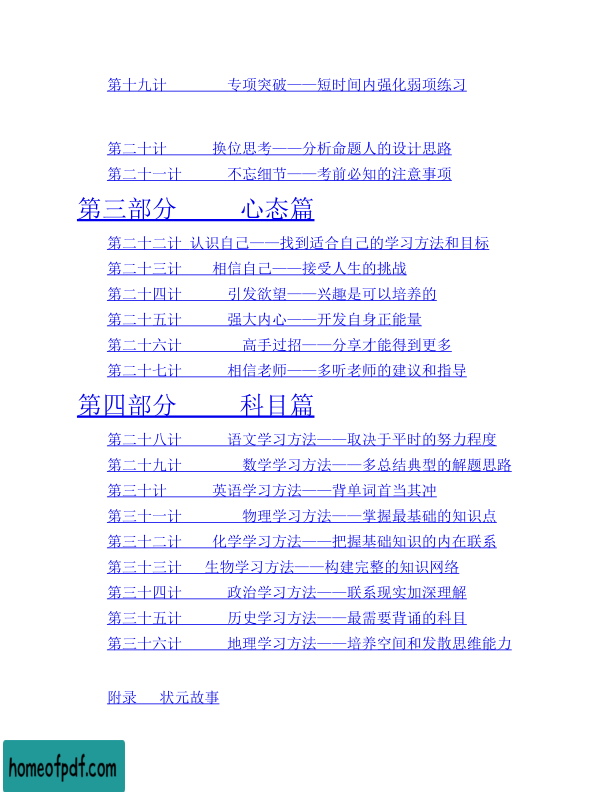 第十九计 专项突破——短时间内强化弱项练习
第二十计 换位思考——分析命题人的设计思路
第二十一计 不忘细节——考前必知的注意事项
第三部分 心态篇
第二十二计 认识自己——找到适合自己的学习方法和目标
第二十三计 相信自己——接受人生的挑战
第二十四计 引发欲望——兴趣是可以培养的
第二十五计 强大内心——开发自身正能量
第二十六计 高手过招——分享才能得到更多
第二十七计 相信老师——多听老师的建议和指导
第四部分 科目篇
第二十八计 语文学习方法——取决于平时的努力程度
第二十九计 数学学习方法——多总结典型的解题思路
第三十计 英语学习方法——背单词首当其冲
第三十一计 物理学习方法——掌握最基础的知识点
第三十二计 化学学习方法——把握基础知识的内在联系
第三十三计 生物学习方法——构建完整的知识网络
第三十四计 政治学习方法——联系现实加深理解
第三十五计 历史学习方法——最需要背诵的科目
第三十六计 地理学习方法——培养空间和发散思维能力
附录 状元故事
homeofpdf.com